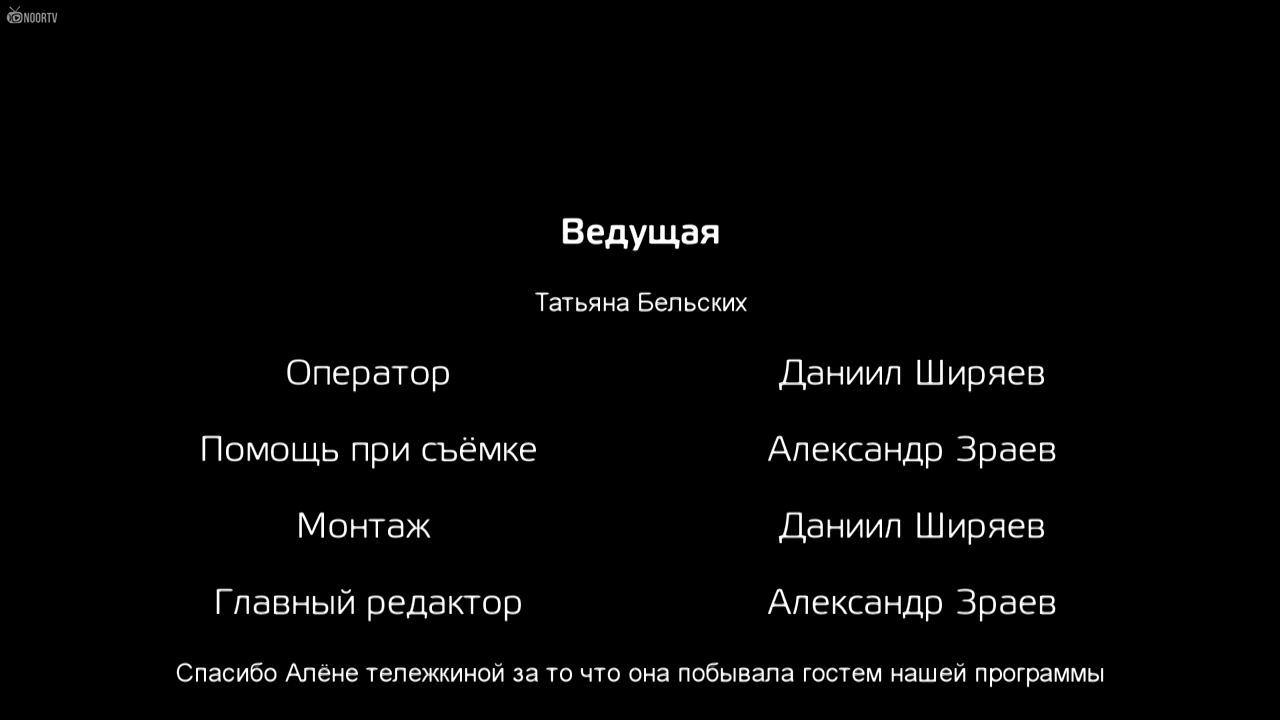 NOORTV
Ведущая
Татьяна Бельских
Оператор Даниил Ширяев
Помощь при съёмке Александр Зраев
Монтаж Даниил Ширяев
Главный редактор Александр Зраев
Спасибо Алёне тележкиной за то что она побывала гостем нашей программы